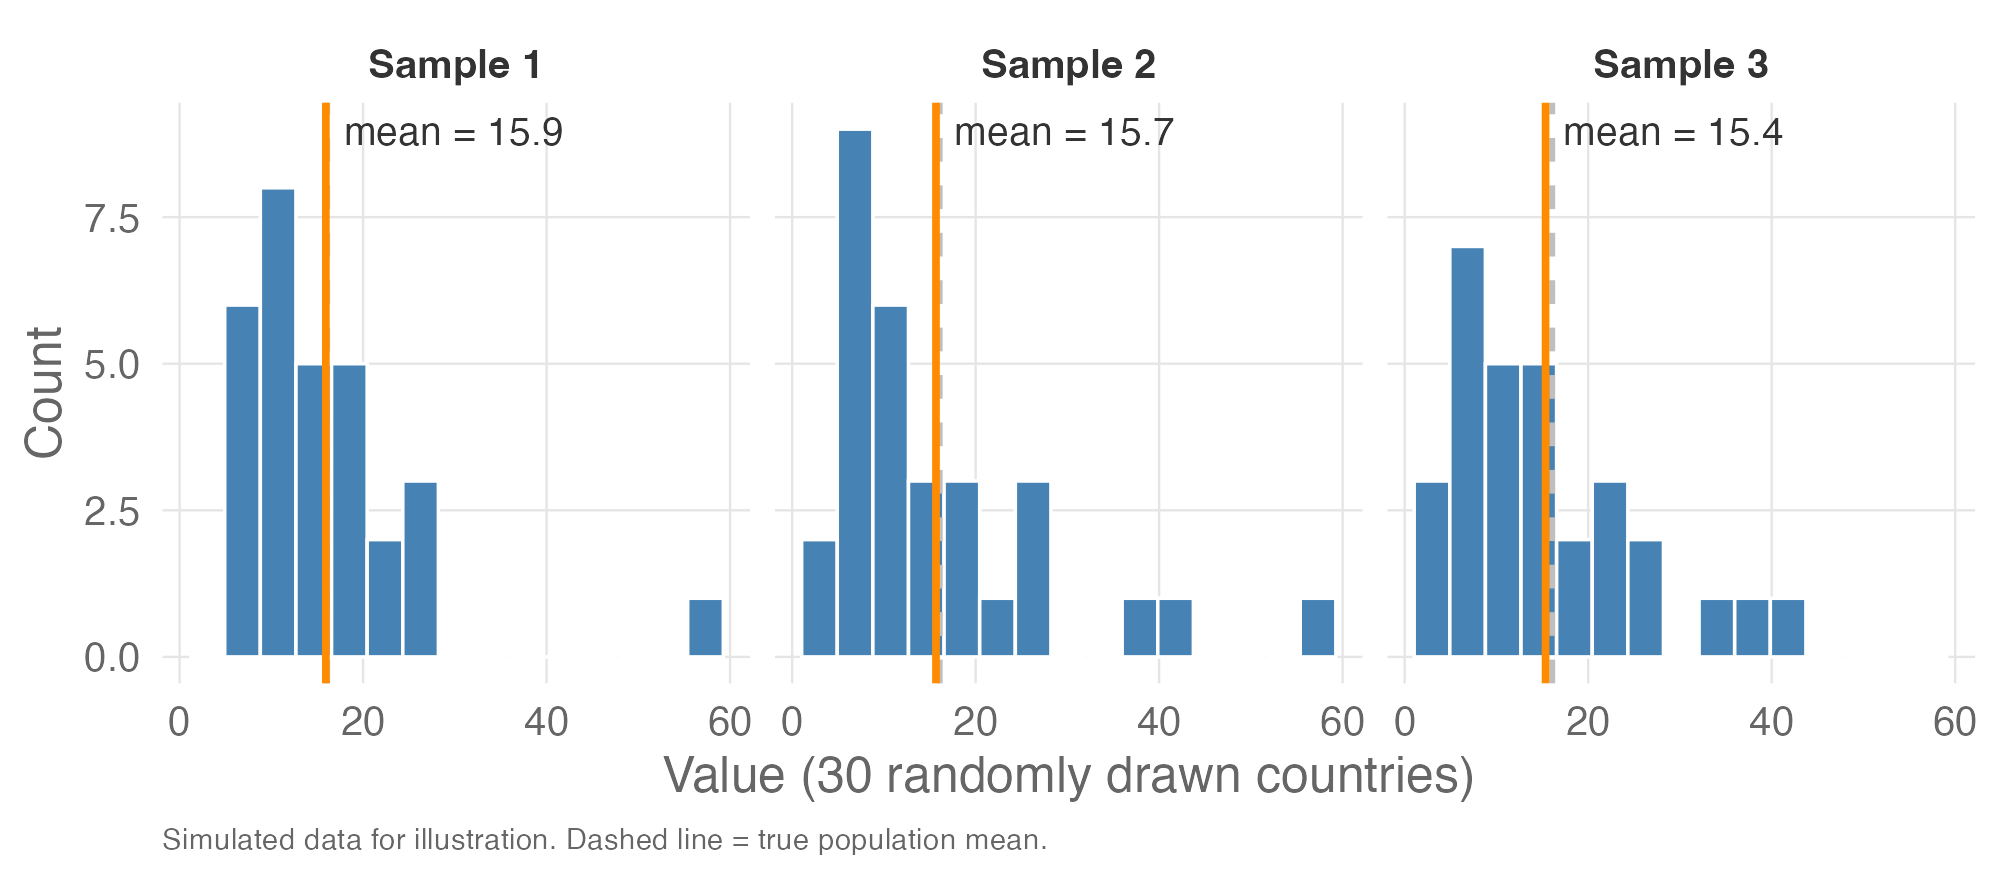 Sample 1
Sample 2
Sample 3
mean = 15.9
mean = 15.7
mean = 15.4
Count
7.5
5.0
2.5
0.0
0 20 40 60 0 20 40 60 0 20 40 60
Value (30 randomly drawn countries)
Simulated data for illustration. Dashed line = true population mean.